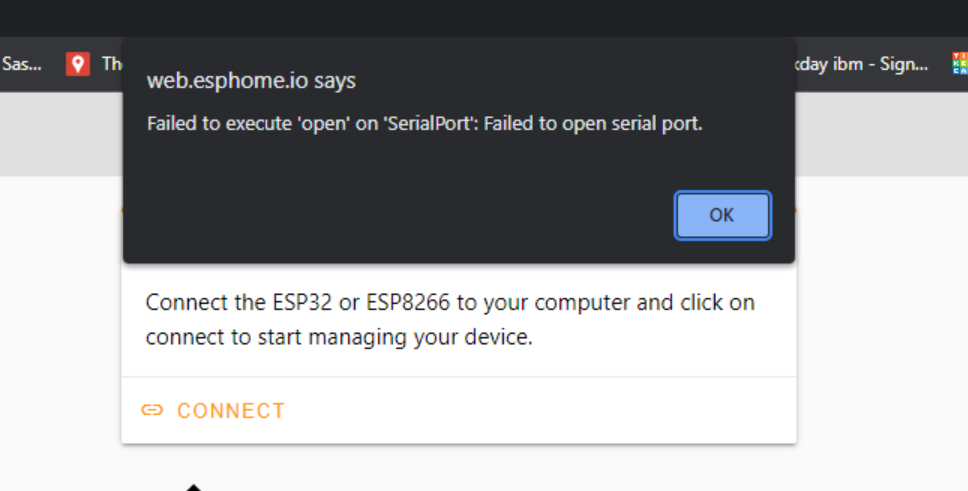 Sas...
Th
kday ibm - Sign...
web.esphome.io says
Failed to execute 'open' on 'SerialPort': Failed to open serial port.
OK
Connect the ESP32 or ESP8266 to your computer and click on
connect to start managing your device.
CONNECT